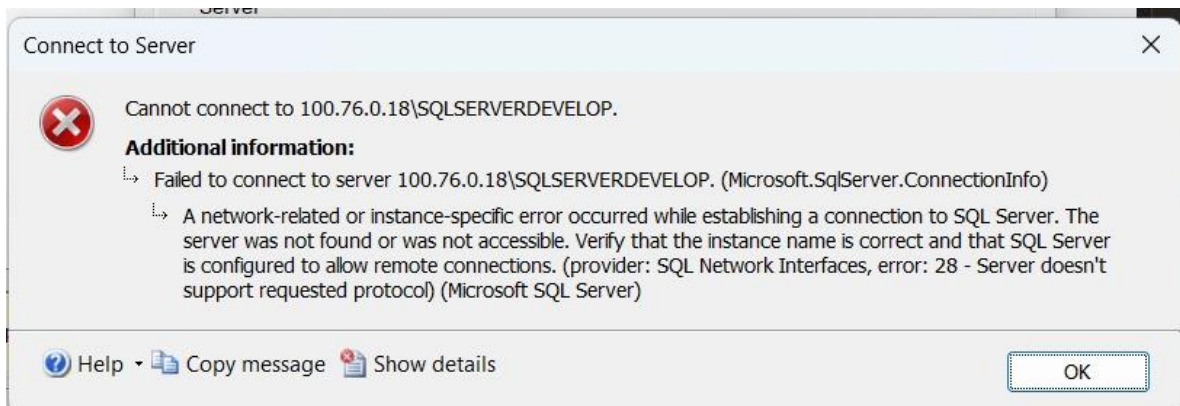 Server
Connect to Server
Cannot connect to 100.76.0.18\SQLSERVERDEVELOP.
Additional information:
Failed to connect to server 100.76.0.18\SQLSERVERDEVELOP. (Microsoft.SqlServer.ConnectionInfo)
A network-related or instance-specific error occurred while establishing a connection to SQL Server. The
server was not found or was not accessible. Verify that the instance name is correct and that SQL Server
is configured to allow remote connections. (provider: SQL Network Interfaces, error: 28 - Server doesn't
support requested protocol) (Microsoft SQL Server)
Help Copy message Show details OK